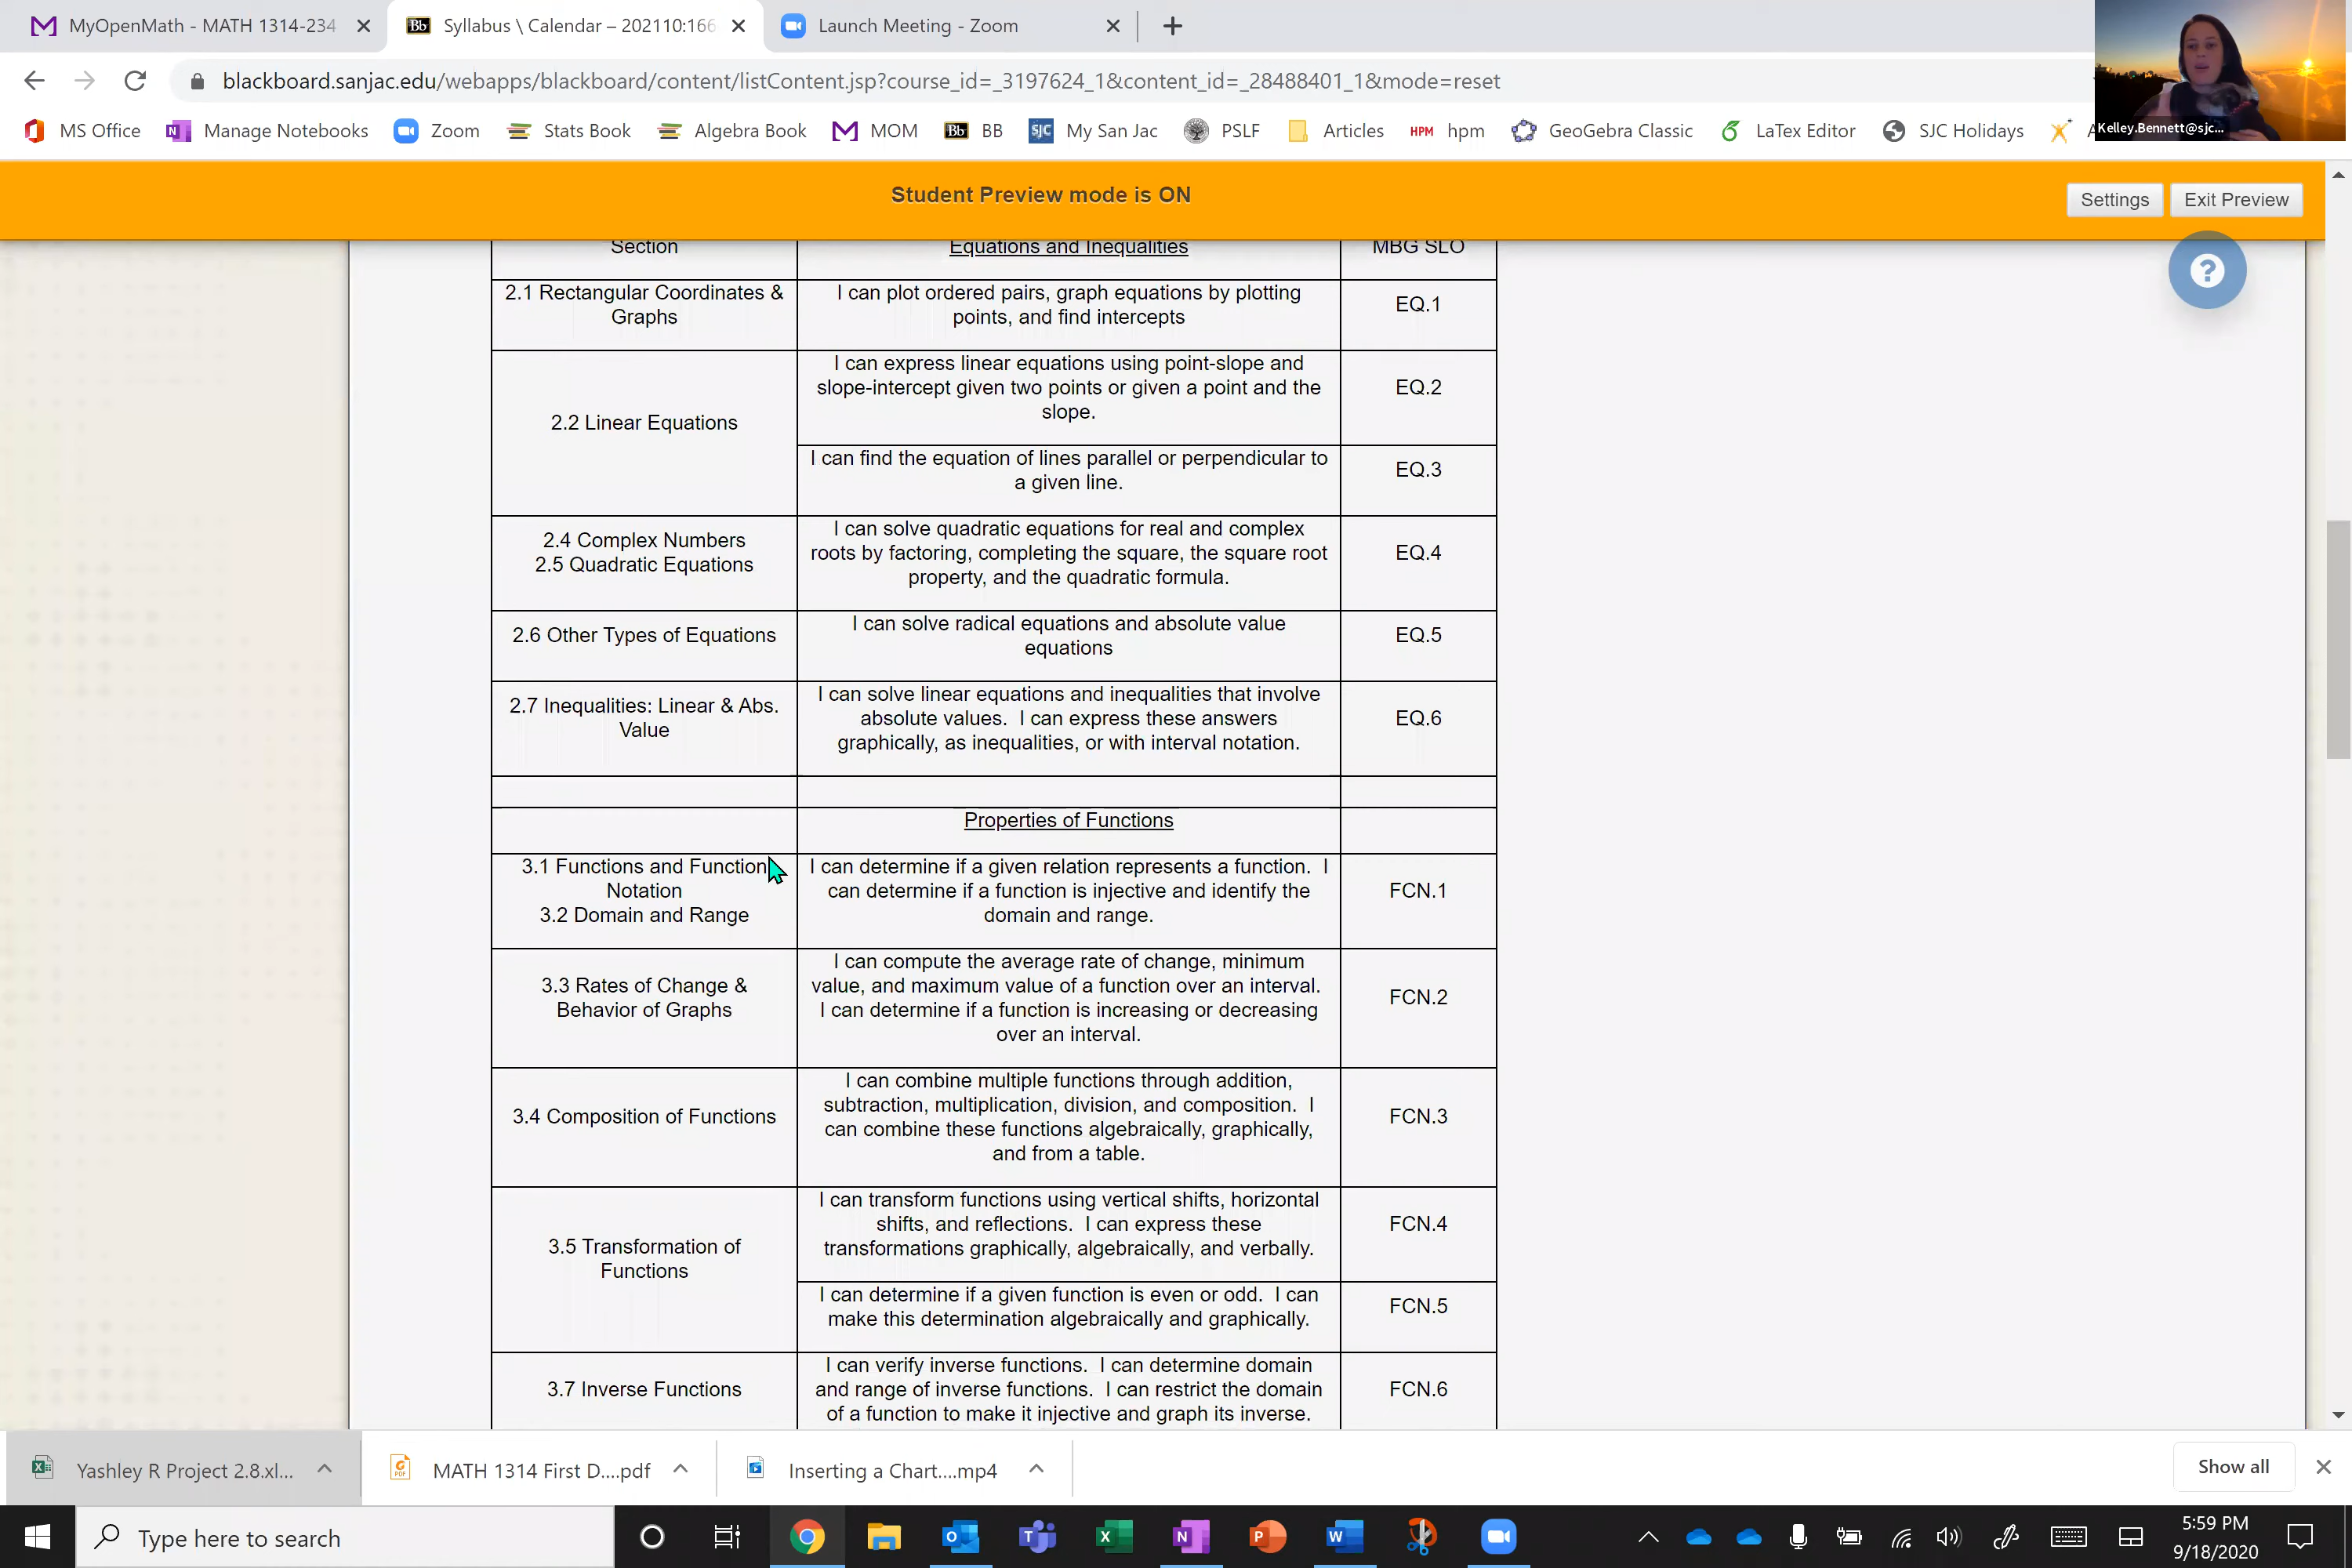 MyOpenMath - MATH 1314-234
Syllabus \ Calendar – 202110:166
Launch Meeting - Zoom
blackboard.sanjac.edu/webapps/blackboard/content/listContent.jsp?course_id=_3197624_1&content_id=_28488401_1&mode=reset
MS Office Manage Notebooks Zoom Stats Book Algebra Book MOM BB My San Jac PSLF Articles hpm GeoGebra Classic LaTex Editor SJC Holidays
Kelley.Bennett@sjc...
Student Preview mode is ON
Settings Exit Preview
Section Equations and Inequalities MBG SLO
2.1 Rectangular Coordinates &
Graphs
I can plot ordered pairs, graph equations by plotting
points, and find intercepts
EQ.1
2.2 Linear Equations
I can express linear equations using point-slope and
slope-intercept given two points or given a point and the
slope.
EQ.2
I can find the equation of lines parallel or perpendicular to
a given line.
EQ.3
2.4 Complex Numbers
2.5 Quadratic Equations
I can solve quadratic equations for real and complex
roots by factoring, completing the square, the square root
property, and the quadratic formula.
EQ.4
2.6 Other Types of Equations
I can solve radical equations and absolute value
equations
EQ.5
2.7 Inequalities: Linear & Abs.
Value
I can solve linear equations and inequalities that involve
absolute values.  I can express these answers
graphically, as inequalities, or with interval notation.
EQ.6
Properties of Functions
3.1 Functions and Function
Notation
3.2 Domain and Range
I can determine if a given relation represents a function.  I
can determine if a function is injective and identify the
domain and range.
FCN.1
3.3 Rates of Change &
Behavior of Graphs
I can compute the average rate of change, minimum
value, and maximum value of a function over an interval.
I can determine if a function is increasing or decreasing
over an interval.
FCN.2
3.4 Composition of Functions
I can combine multiple functions through addition,
subtraction, multiplication, division, and composition.  I
can combine these functions algebraically, graphically,
and from a table.
FCN.3
3.5 Transformation of
Functions
I can transform functions using vertical shifts, horizontal
shifts, and reflections.  I can express these
transformations graphically, algebraically, and verbally.
FCN.4
I can determine if a given function is even or odd.  I can
make this determination algebraically and graphically.
FCN.5
3.7 Inverse Functions
I can verify inverse functions.  I can determine domain
and range of inverse functions.  I can restrict the domain
of a function to make it injective and graph its inverse.
FCN.6
Yashley R Project 2.8.xl...
MATH 1314 First D....pdf
Inserting a Chart....mp4
Show all
Type here to search
5:59 PM
9/18/2020